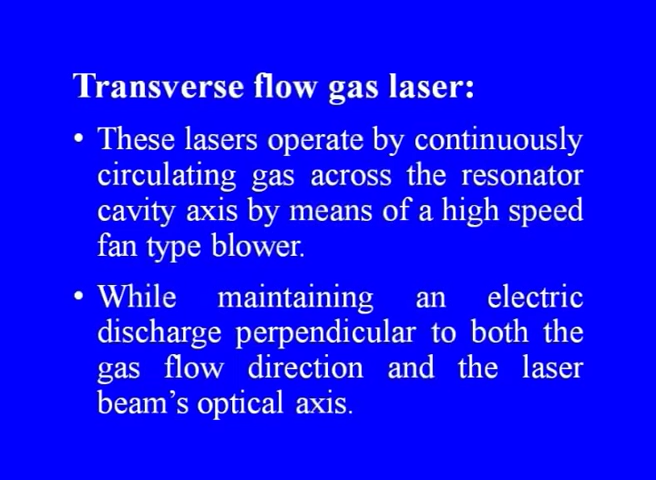 Transverse flow gas laser:
• These lasers operate by continuously
circulating gas across the resonator
cavity axis by means of a high speed
fan type blower.
• While maintaining an electric
discharge perpendicular to both the
gas flow direction and the laser
beam’s optical axis.